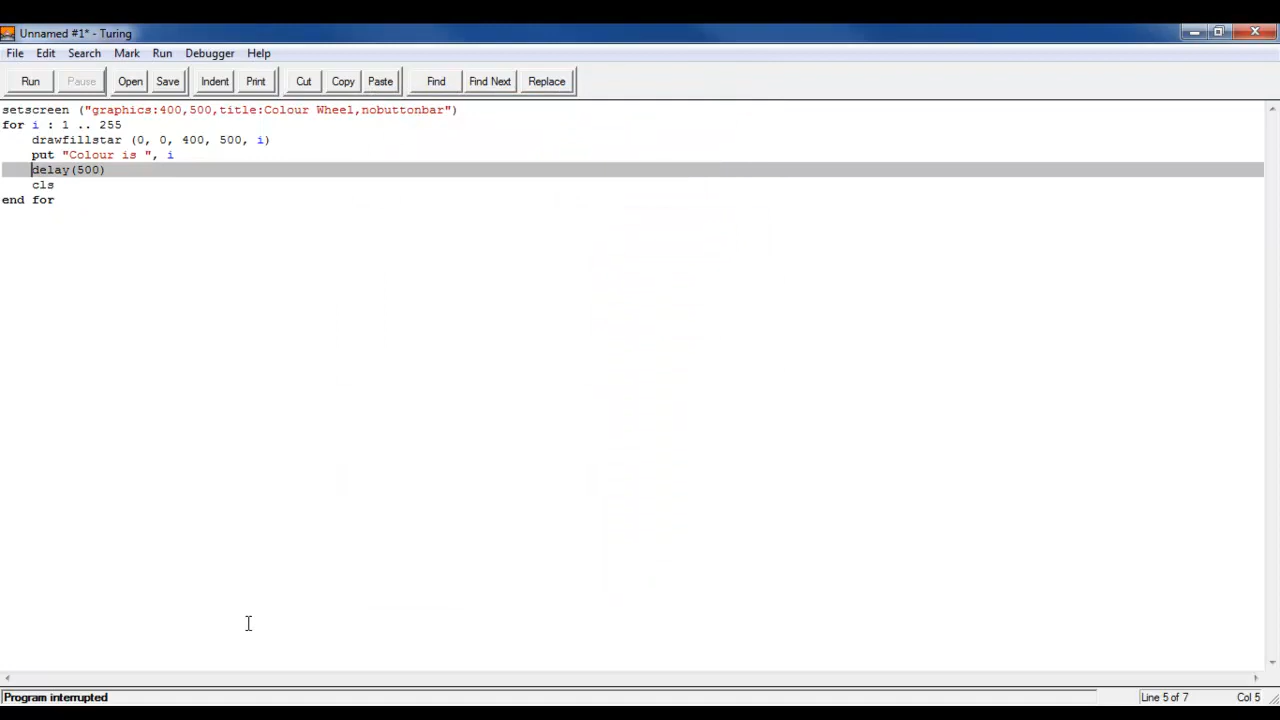 Unnamed #1* - Turing
File Edit Search Mark Run Debugger Help
Run Pause Open Save Indent Print Cut Copy Paste Find Find Next Replace
setscreen ("graphics:400,500,title:Colour Wheel,nobuttonbar")
for i : 1 .. 255
drawfillstar (0, 0, 400, 500, i)
put "Colour is ", i
delay(500)
cls
end for
Program interrupted Line 5 of 7 Col 5